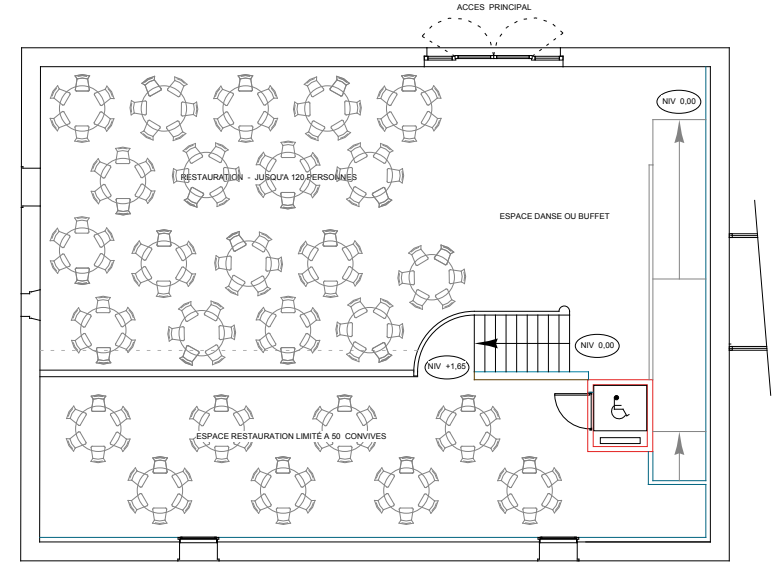 ACCES PRINCIPAL
NIV 0,00
RESTAURATION - JUSQU'A 120 PERSONNES
ESPACE DANSE OU BUFFET
NIV 0,00
NIV +1,65
ESPACE RESTAURATION LIMITÉ A 50 CONVIVES